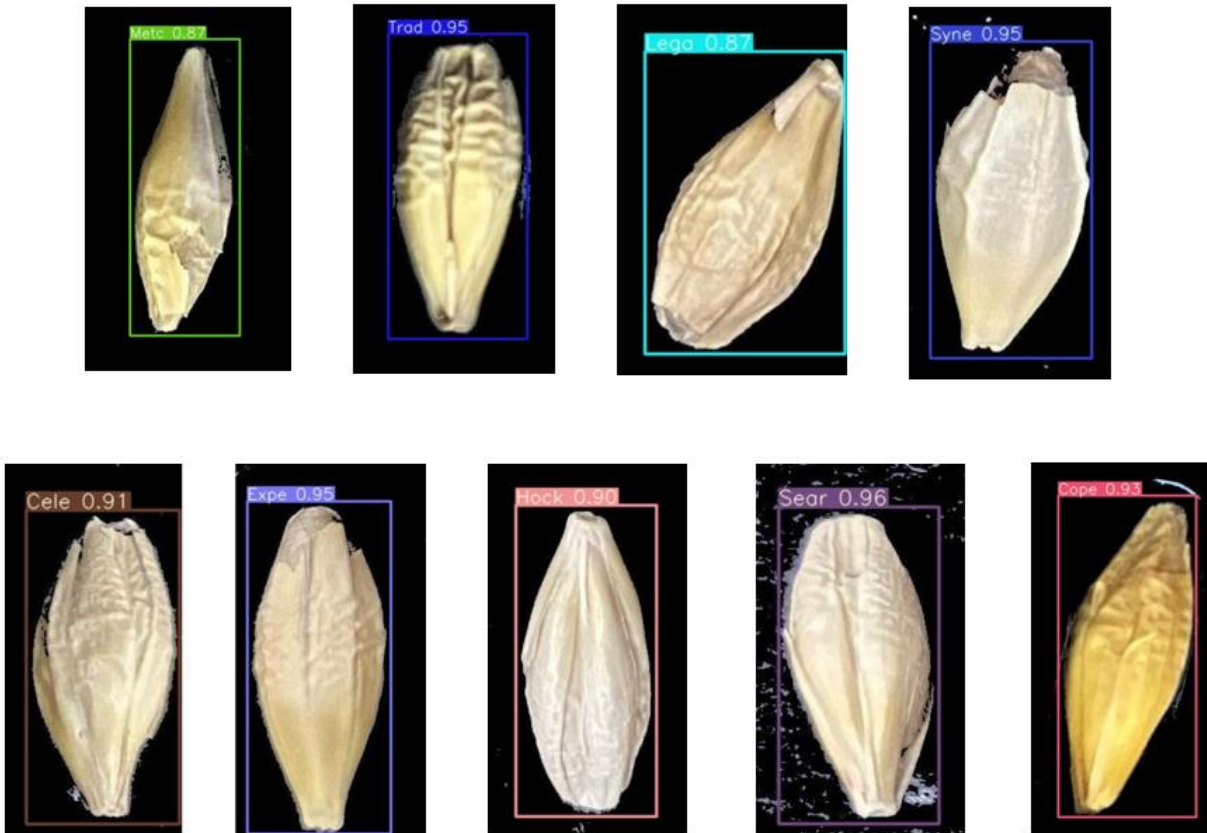 Metc 0.87
Trad 0.95
Lega 0.87
Syne 0.95
Cele 0.91
Expe 0.95
Hock 0.90
Sear 0.96
Cope 0.93